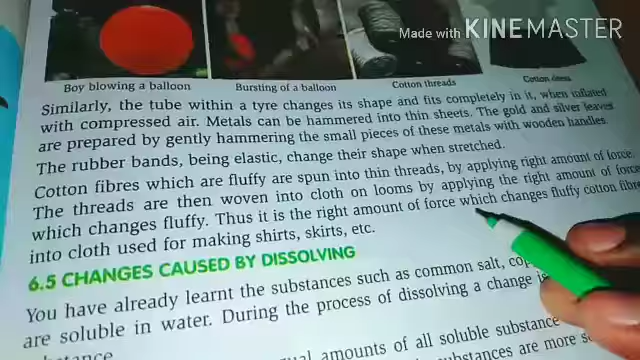 Made with KINEMASTER
Boy blowing a balloon
Bursting of a balloon
Cotton threads
Cotton dress
Similarly, the tube within a tyre changes its shape and fits completely in it, when inflated
with compressed air. Metals can be hammered into thin sheets. The gold and silver leaves
are prepared by gently hammering the small pieces of these metals with wooden handles.
The rubber bands, being elastic, change their shape when stretched.
Cotton fibres which are fluffy are spun into thin threads, by applying right amount of force.
The threads are then woven into cloth on looms by applying the right amount of force
which changes fluffy. Thus it is the right amount of force which changes fluffy cotton fibre
into cloth used for making shirts, skirts, etc.
6.5 CHANGES CAUSED BY DISSOLVING
You have already learnt the substances such as common salt,
are soluble in water. During the process of dissolving a change is
amounts of all soluble substance
substances are more